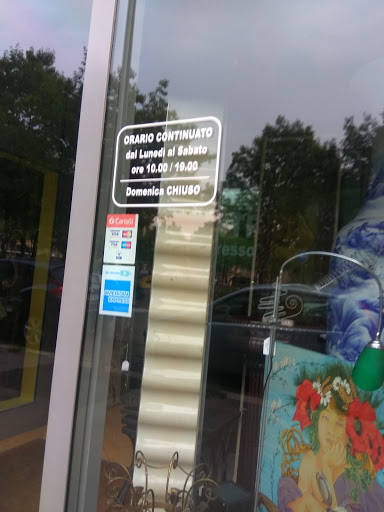 ORARIO CONTINUATO
dal Lunedì al Sabato
ore 10.00 / 19.00
Domenica CHIUSO
CartaSi
AMERICAN
EXPRESS